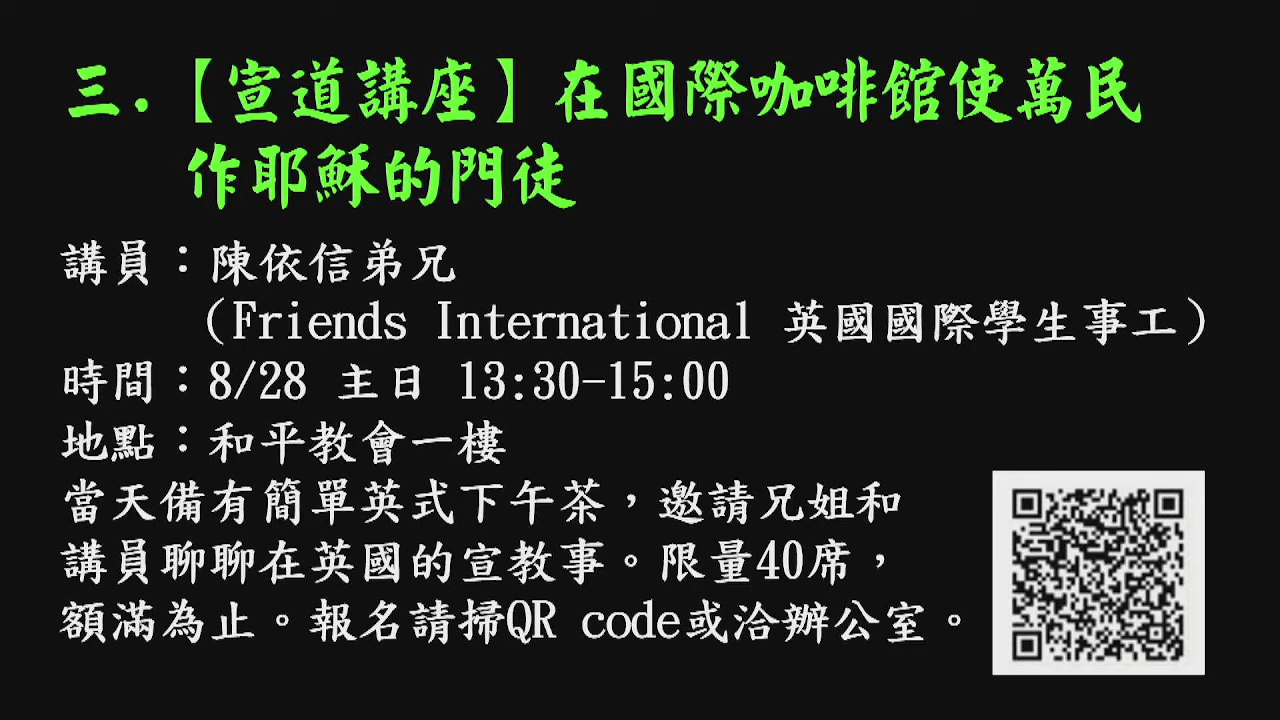 三.【宣道講座】在國際咖啡館使萬民
作耶穌的門徒
講員：陳依信弟兄
(Friends International 英國國際學生事工)
時間：8/28 主日 13:30-15:00
地點：和平教會一樓
當天備有簡單英式下午茶，邀請兄姐和
講員聊聊在英國的宣教事。限量40席，
額滿為止。報名請掃QR code或洽辦公室。